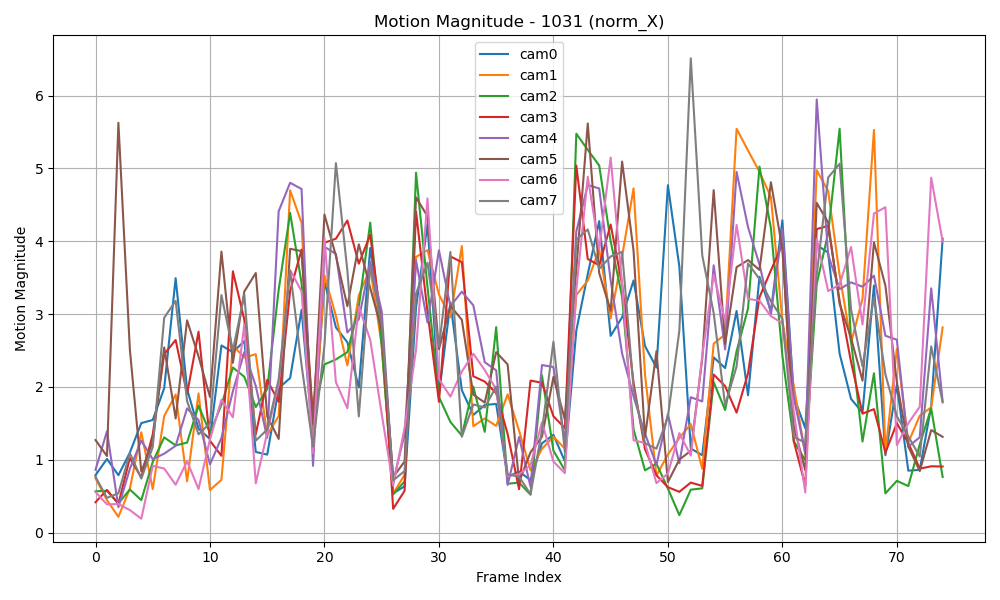 Motion Magnitude - 1031 (norm_X)
Motion Magnitude
6
5
4
3
2
1
0
cam0
cam1
cam2
cam3
cam4
cam5
cam6
cam7
0 10 20 30 40 50 60 70
Frame Index